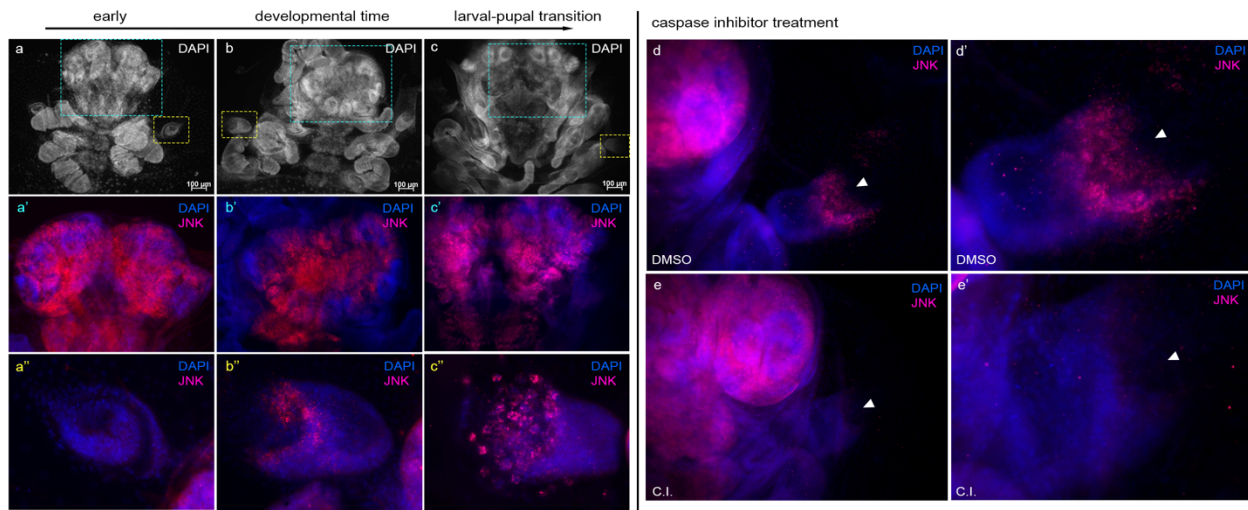 early developmental time larval-pupal transition
caspase inhibitor treatment
a DAPI
100 µm
b DAPI
100 µm
c DAPI
100 µm
a' DAPI
JNK
b' DAPI
JNK
c' DAPI
JNK
a" DAPI
JNK
b" DAPI
JNK
c" DAPI
JNK
d DAPI
JNK
DMSO
d' DAPI
JNK
DMSO
e DAPI
JNK
C.I.
e' DAPI
JNK
C.I.